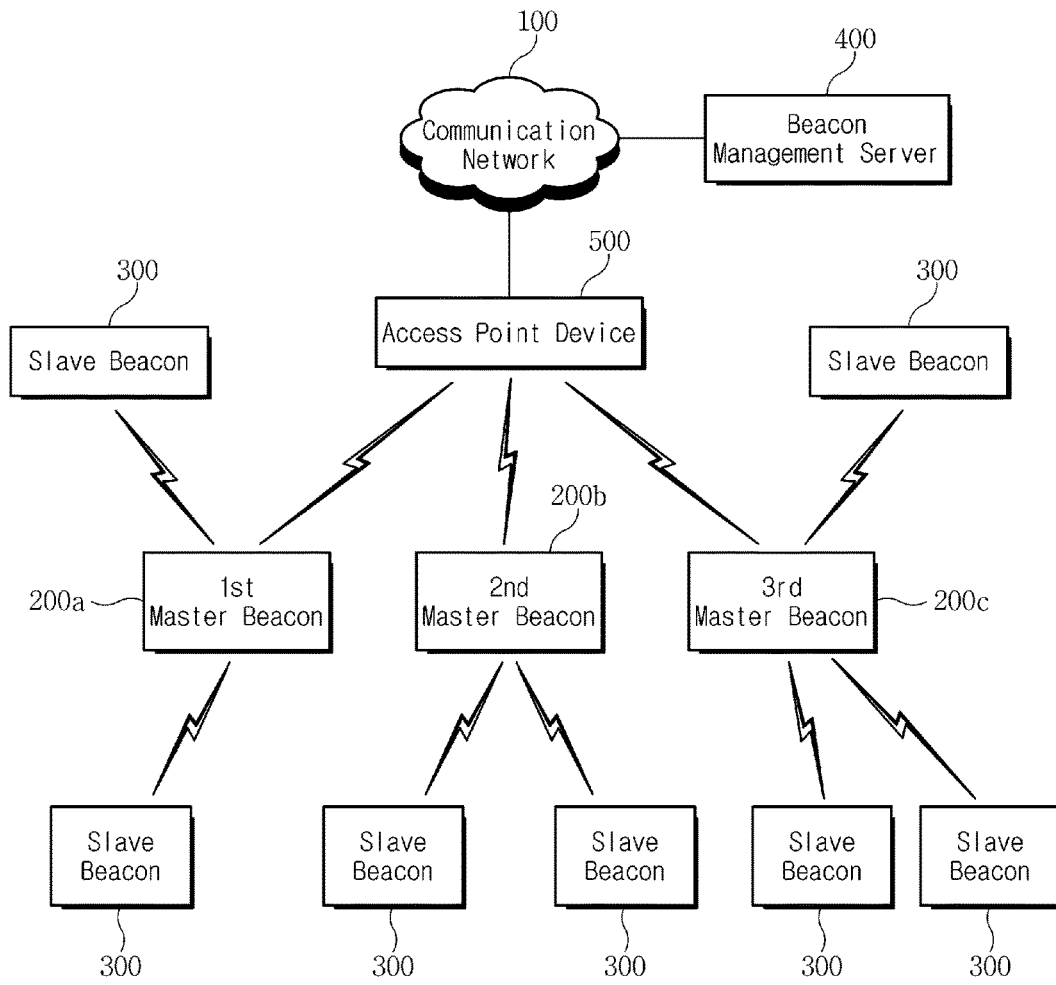 100
400
Communication
Network
Beacon
Management Server
500
300
300
Slave Beacon
Access Point Device
Slave Beacon
200b
200a
1st
Master Beacon
2nd
Master Beacon
3rd
Master Beacon
200c
Slave
Beacon
Slave
Beacon
Slave
Beacon
Slave
Beacon
Slave
Beacon
300
300
300
300
300